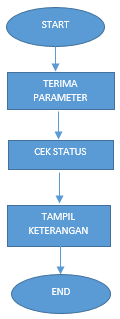 START
TERIMA
PARAMETER
CEK STATUS
TAMPIL
KETERANGAN
END